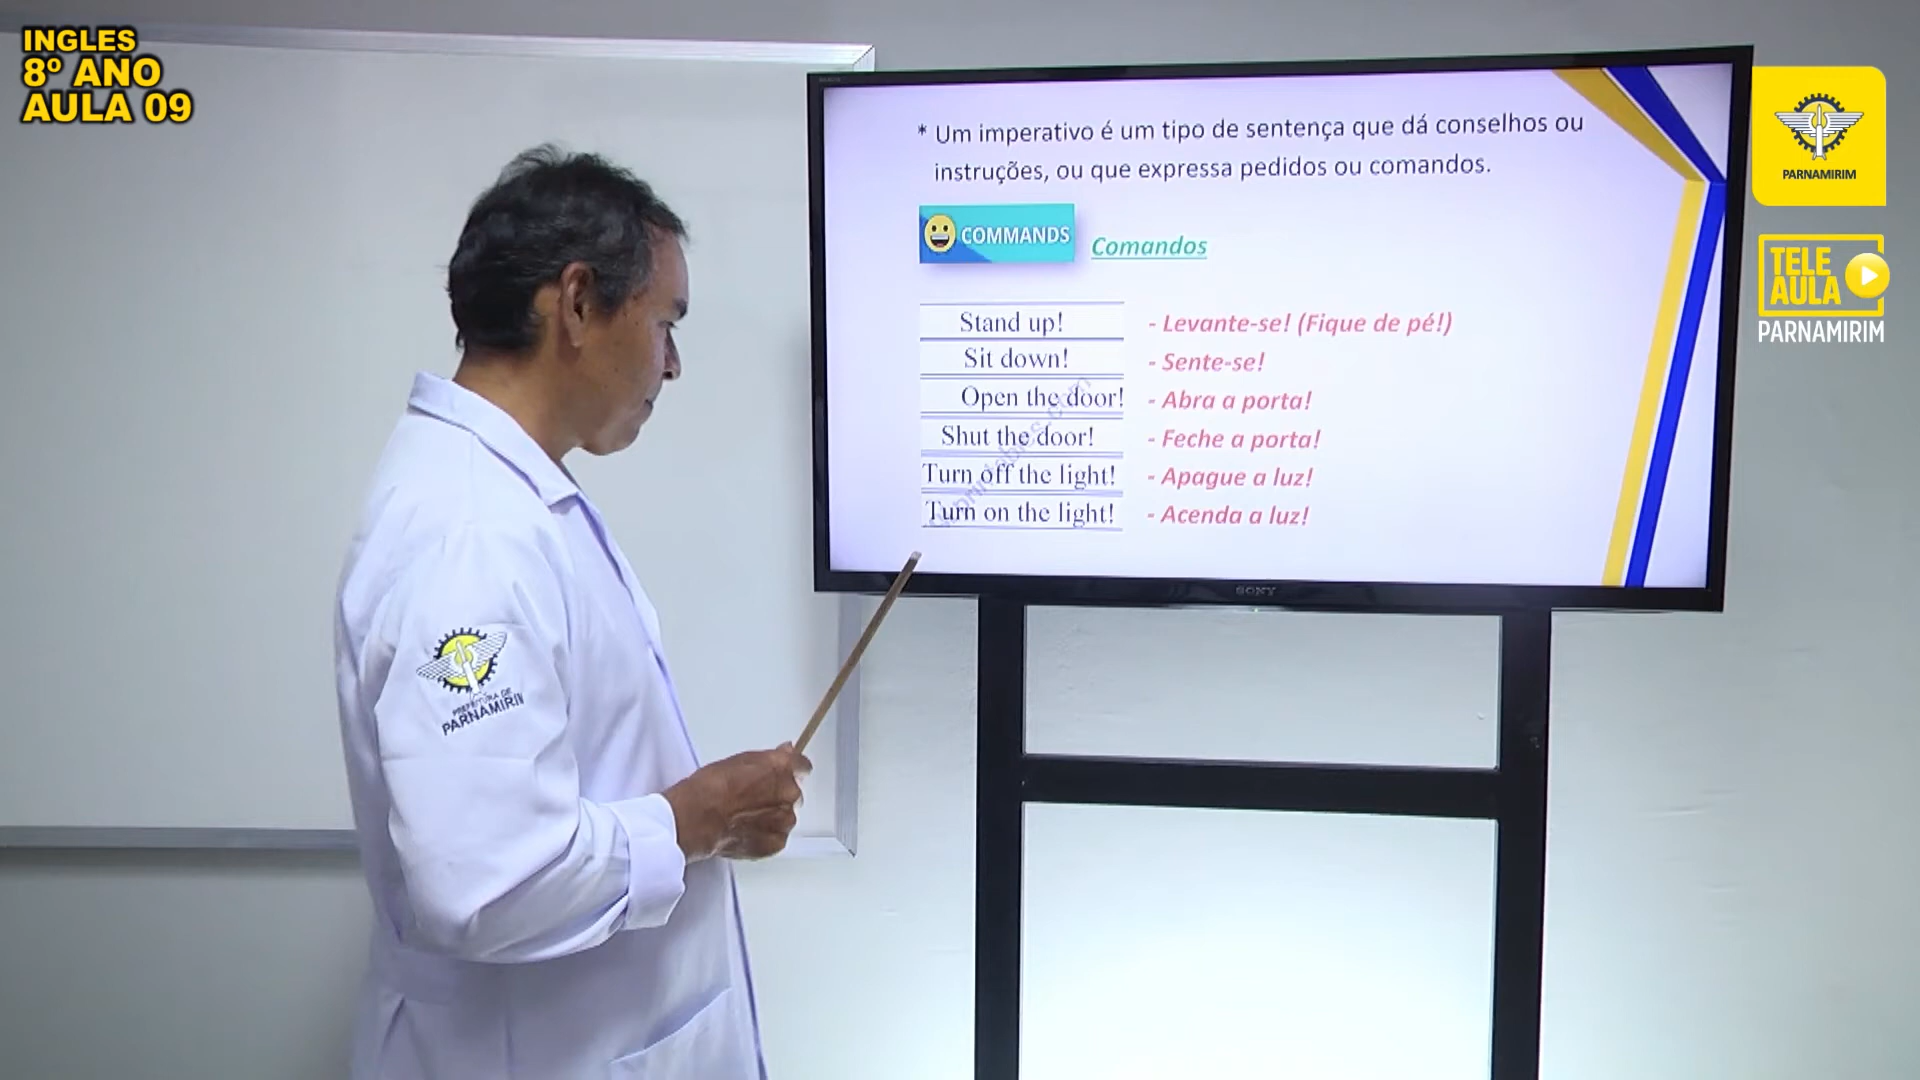 INGLES
8º ANO
AULA 09
* Um imperativo é um tipo de sentença que dá conselhos ou
instruções, ou que expressa pedidos ou comandos.
COMMANDS
Comandos
Stand up! - Levante-se! (Fique de pé!)
Sit down! - Sente-se!
Open the door! - Abra a porta!
Shut the door! - Feche a porta!
Turn off the light! - Apague a luz!
Turn on the light! - Acenda a luz!
SONY
PARNAMIRIM
TELE
AULA
PARNAMIRIM
PREFEITURA DE
PARNAMIRIM